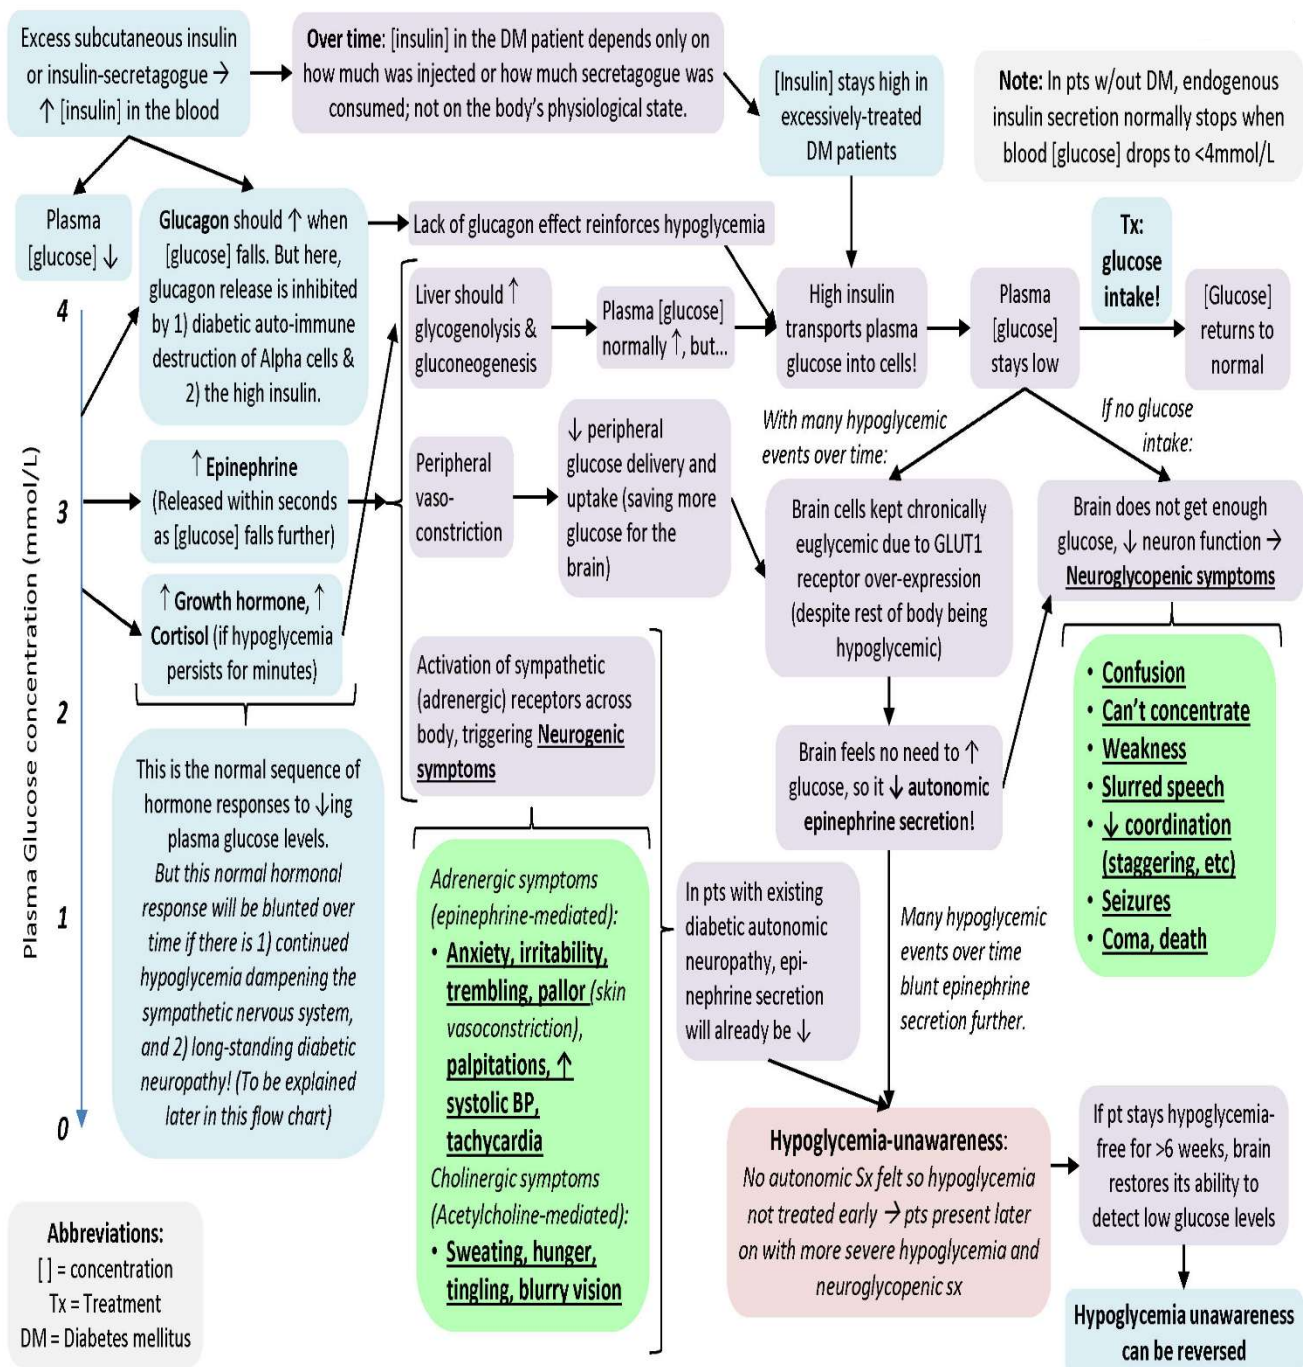 Excess subcutaneous insulin
or insulin-secretagogue →
↑ [insulin] in the blood
Over time: [insulin] in the DM patient depends only on
how much was injected or how much secretagogue was
consumed; not on the body's physiological state.
[Insulin] stays high in
excessively-treated
DM patients
Note: In pts w/out DM, endogenous
insulin secretion normally stops when
blood [glucose] drops to <4mmol/L
Plasma
[glucose] ↓
Glucagon should ↑ when
[glucose] falls. But here,
glucagon release is inhibited
by 1) diabetic auto-immune
destruction of Alpha cells &
2) the high insulin.
Lack of glucagon effect reinforces hypoglycemia
Liver should ↑
glycogenolysis &
gluconeogenesis
Plasma [glucose]
normally ↑, but...
High insulin
transports plasma
glucose into cells!
Plasma
[glucose]
stays low
Tx:
glucose
intake!
[Glucose]
returns to
normal
Plasma Glucose concentration (mmol/L)
4
3
2
1
0
↑ Epinephrine
(Released within seconds
as [glucose] falls further)
↑ Growth hormone, ↑
Cortisol (if hypoglycemia
persists for minutes)
This is the normal sequence of
hormone responses to ↓ing
plasma glucose levels.
But this normal hormonal
response will be blunted over
time if there is 1) continued
hypoglycemia dampening the
sympathetic nervous system,
and 2) long-standing diabetic
neuropathy! (To be explained
later in this flow chart)
Peripheral
vaso-
constriction
↓ peripheral
glucose delivery and
uptake (saving more
glucose for the
brain)
Activation of sympathetic
(adrenergic) receptors across
body, triggering Neurogenic
symptoms
Adrenergic symptoms
(epinephrine-mediated):
• Anxiety, irritability,
trembling, pallor (skin
vasoconstriction),
palpitations, ↑
systolic BP,
tachycardia
Cholinergic symptoms
(Acetylcholine-mediated):
• Sweating, hunger,
tingling, blurry vision
With many hypoglycemic
events over time:
If no glucose
intake:
Brain cells kept chronically
euglycemic due to GLUT1
receptor over-expression
(despite rest of body being
hypoglycemic)
Brain does not get enough
glucose, ↓ neuron function →
Neuroglycopenic symptoms
• Confusion
• Can't concentrate
• Weakness
• Slurred speech
• ↓ coordination
(staggering, etc)
• Seizures
• Coma, death
Brain feels no need to ↑
glucose, so it ↓ autonomic
epinephrine secretion!
In pts with existing
diabetic autonomic
neuropathy, epi-
nephrine secretion
will already be ↓
Many hypoglycemic
events over time
blunt epinephrine
secretion further.
Hypoglycemia-unawareness:
No autonomic Sx felt so hypoglycemia
not treated early → pts present later
on with more severe hypoglycemia and
neuroglycopenic sx
If pt stays hypoglycemia-
free for >6 weeks, brain
restores its ability to
detect low glucose levels
Hypoglycemia unawareness
can be reversed
Abbreviations:
[ ] = concentration
Tx = Treatment
DM = Diabetes mellitus